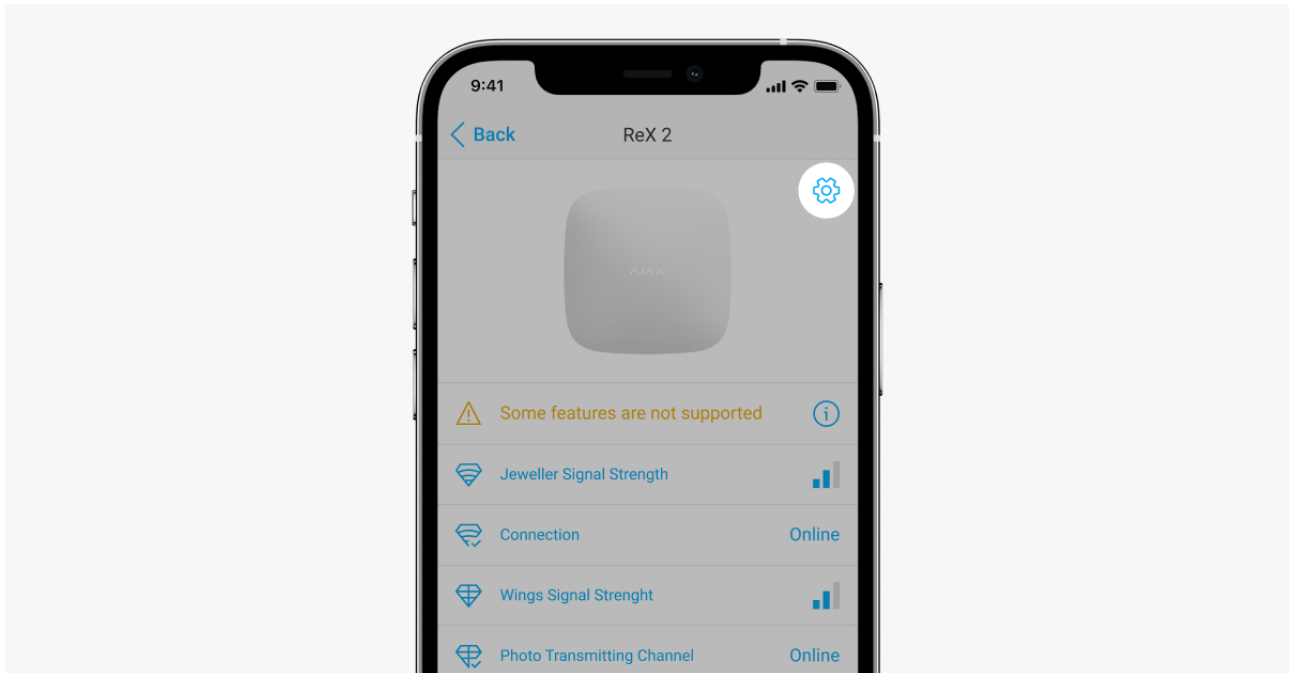 9:41
Back
ReX 2
AJAX
Some features are not supported
Jeweller Signal Strength
Connection
Online
Wings Signal Strenght
Photo Transmitting Channel
Online